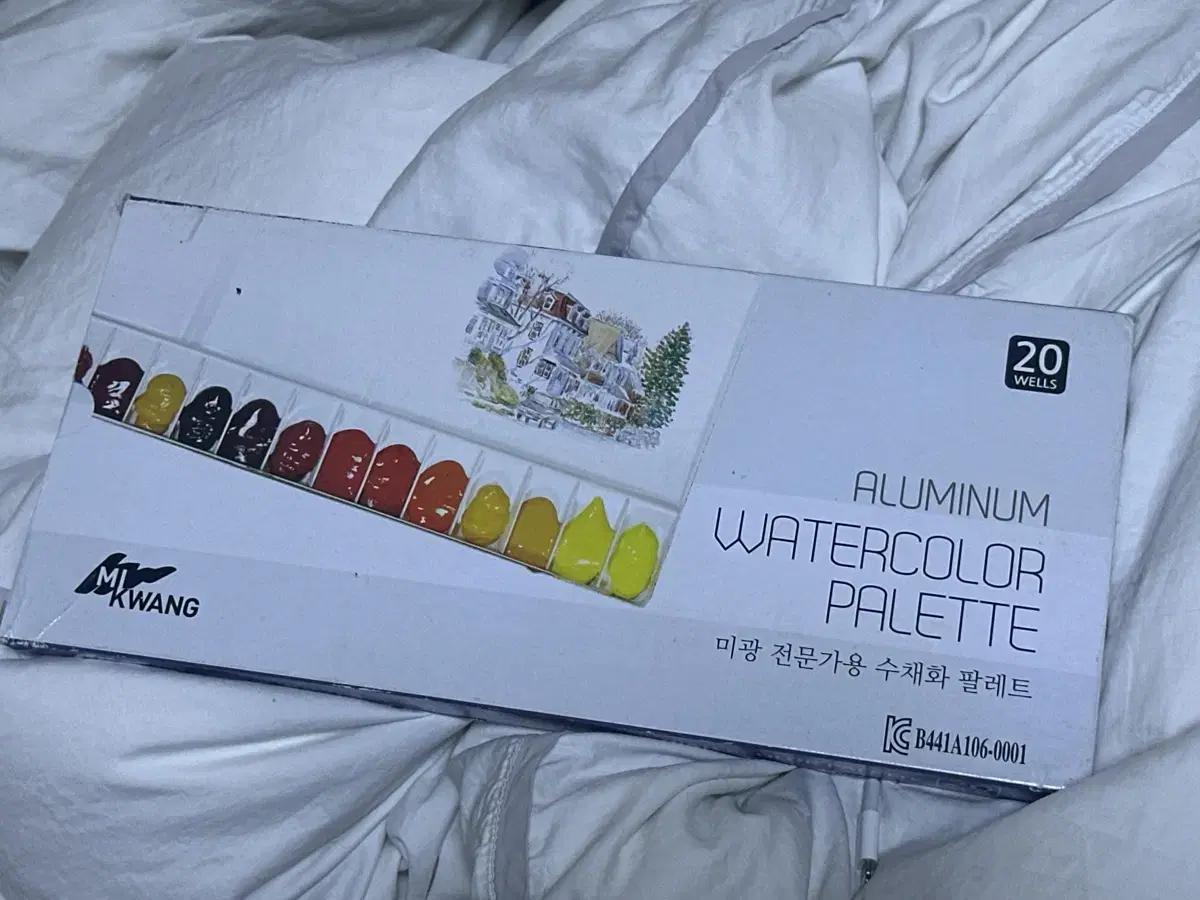 20
WELLS
ALUMINUM
WATERCOLOR
PALETTE
미광 전문가용 수채화 팔레트
B441A106-0001
MI
KWANG